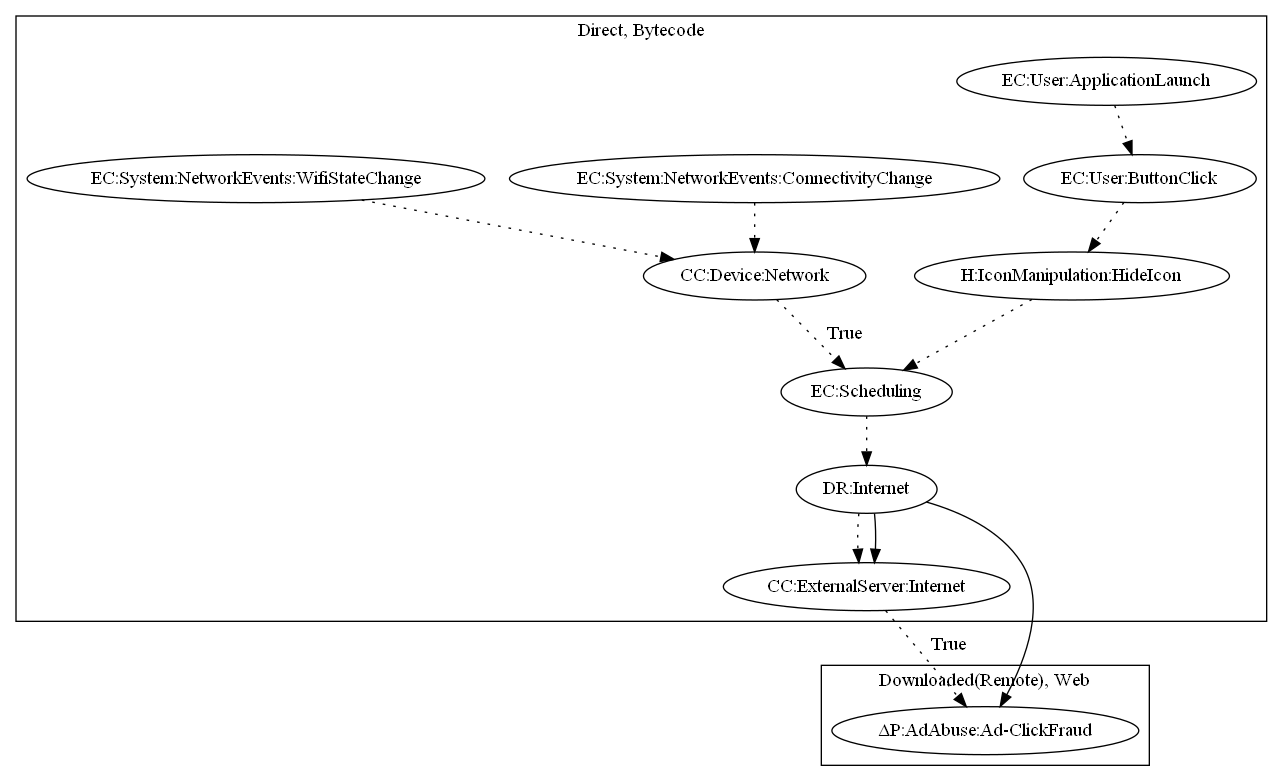 Direct, Bytecode
EC:User:ApplicationLaunch
EC:System:NetworkEvents:WifiStateChange
EC:System:NetworkEvents:ConnectivityChange
EC:User:ButtonClick
CC:Device:Network
H:IconManipulation:HideIcon
True
EC:Scheduling
DR:Internet
CC:ExternalServer:Internet
True
Downloaded(Remote), Web
ΔP:AdAbuse:Ad-ClickFraud